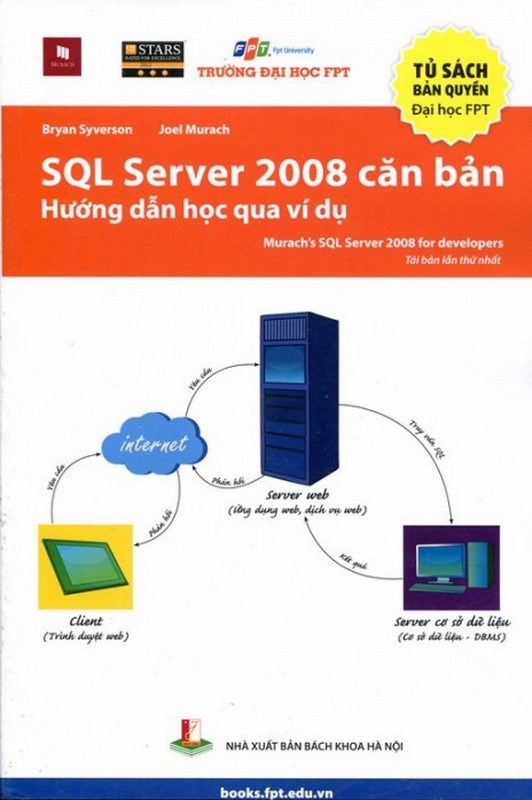 MURACH
STARS
RATED FOR EXCELLENCE
2012
FPT Fpt University
TRƯỜNG ĐẠI HỌC FPT
TỦ SÁCH
BẢN QUYỀN
Đại học FPT
Bryan Syverson Joel Murach
SQL Server 2008 căn bản
Hướng dẫn học qua ví dụ
Murach's SQL Server 2008 for developers
Tái bản lần thứ nhất
Yêu cầu
internet
Truy vấn SQL
Yêu cầu
Phản hồi
Phản hồi
Server web
(Ứng dụng web, dịch vụ web)
Kết quả
Client
(Trình duyệt web)
Server cơ sở dữ liệu
(Cơ sở dữ liệu - DBMS)
NHÀ XUẤT BẢN BÁCH KHOA HÀ NỘI
books.fpt.edu.vn